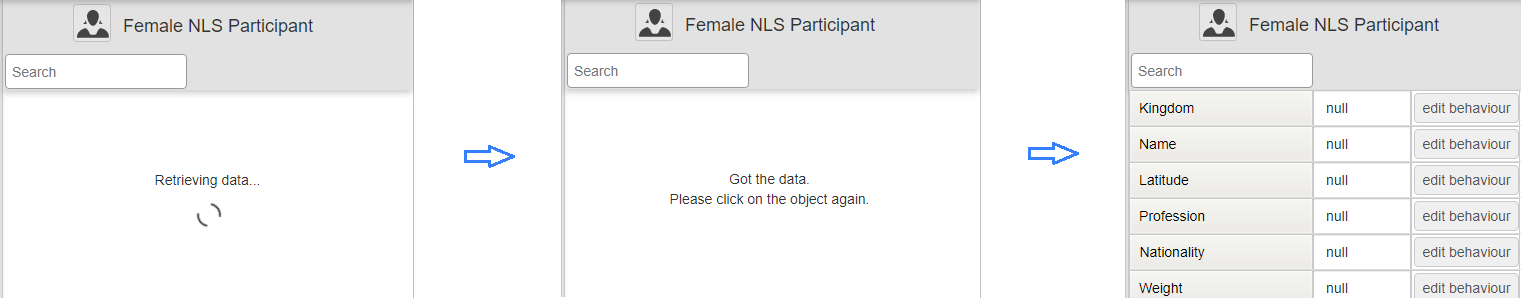 Female NLS Participant
Search
Retrieving data...
Female NLS Participant
Search
Got the data.
Please click on the object again.
Female NLS Participant
Search
Kingdom null edit behaviour
Name null edit behaviour
Latitude null edit behaviour
Profession null edit behaviour
Nationality null edit behaviour
Weight null edit behaviour